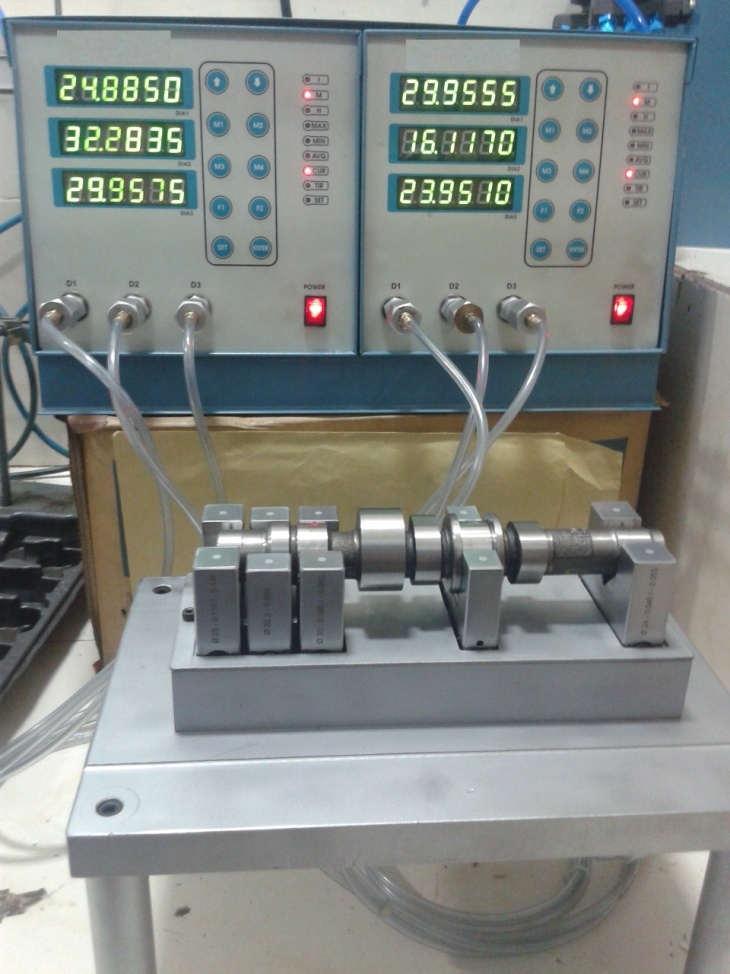 24.8850
DIA1
32.2835
DIA2
29.9575
DIA3
M1
M2
M3
M4
F1
F2
SET
ENTER
I
M
H
MAX
MIN
AVG
CUR
TIR
SET
D1
D2
D3
POWER
29.9555
DIA1
16.1170
DIA2
23.9510
DIA3
M1
M2
M3
M4
F1
F2
SET
ENTER
I
M
H
MAX
MIN
AVG
CUR
TIR
SET
D1
D2
D3
POWER